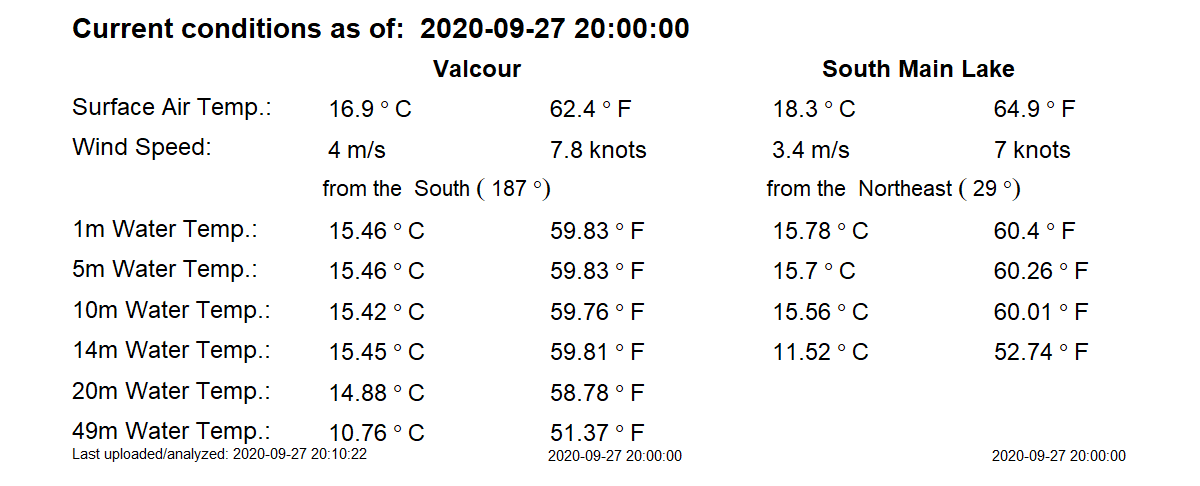 Current conditions as of:  2020-09-27 20:00:00
Valcour South Main Lake
Surface Air Temp.: 16.9 ° C 62.4 ° F 18.3 ° C 64.9 ° F
Wind Speed: 4 m/s 7.8 knots 3.4 m/s 7 knots
from the  South ( 187 °) from the  Northeast ( 29 °)
1m Water Temp.: 15.46 ° C 59.83 ° F 15.78 ° C 60.4 ° F
5m Water Temp.: 15.46 ° C 59.83 ° F 15.7 ° C 60.26 ° F
10m Water Temp.: 15.42 ° C 59.76 ° F 15.56 ° C 60.01 ° F
14m Water Temp.: 15.45 ° C 59.81 ° F 11.52 ° C 52.74 ° F
20m Water Temp.: 14.88 ° C 58.78 ° F
49m Water Temp.: 10.76 ° C 51.37 ° F
Last uploaded/analyzed: 2020-09-27 20:10:22 2020-09-27 20:00:00 2020-09-27 20:00:00